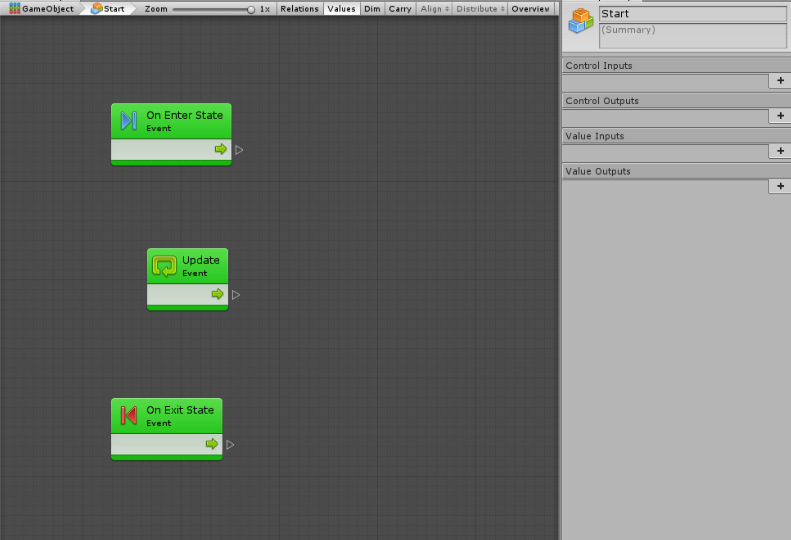 GameObject Start Zoom 1x Relations Values Dim Carry Align Distribute Overview
On Enter State
Event
Update
Event
On Exit State
Event
Start
(Summary)
Control Inputs
+
Control Outputs
+
Value Inputs
+
Value Outputs
+